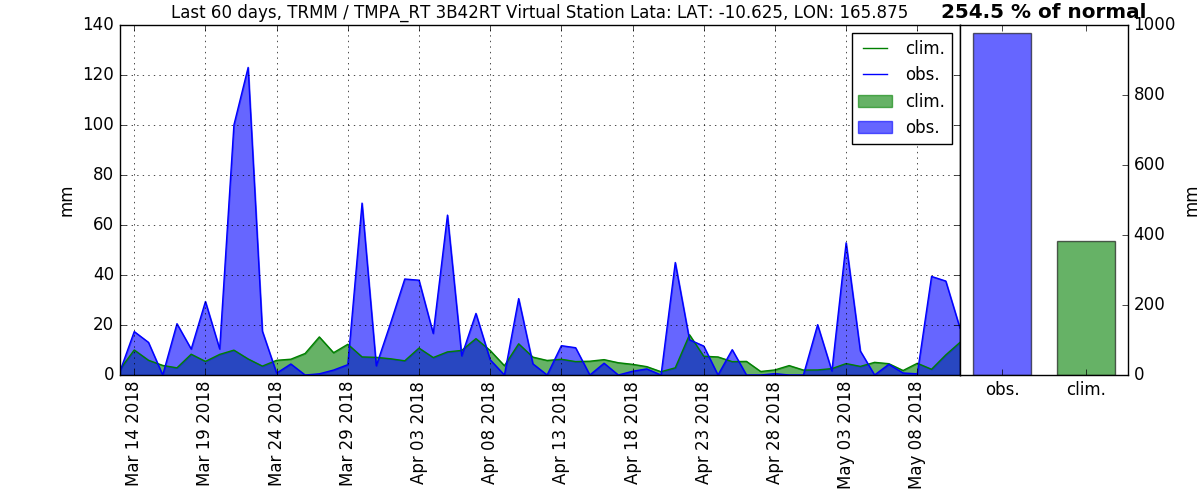 Last 60 days, TRMM / TMPA_RT 3B42RT Virtual Station Lata: LAT: -10.625, LON: 165.875
254.5 % of normal
mm
140
120
100
80
60
40
20
0
clim.
obs.
clim.
obs.
1000
800
600
400
200
0
mm
Mar 14 2018
Mar 19 2018
Mar 24 2018
Mar 29 2018
Apr 03 2018
Apr 08 2018
Apr 13 2018
Apr 18 2018
Apr 23 2018
Apr 28 2018
May 03 2018
May 08 2018
obs.
clim.